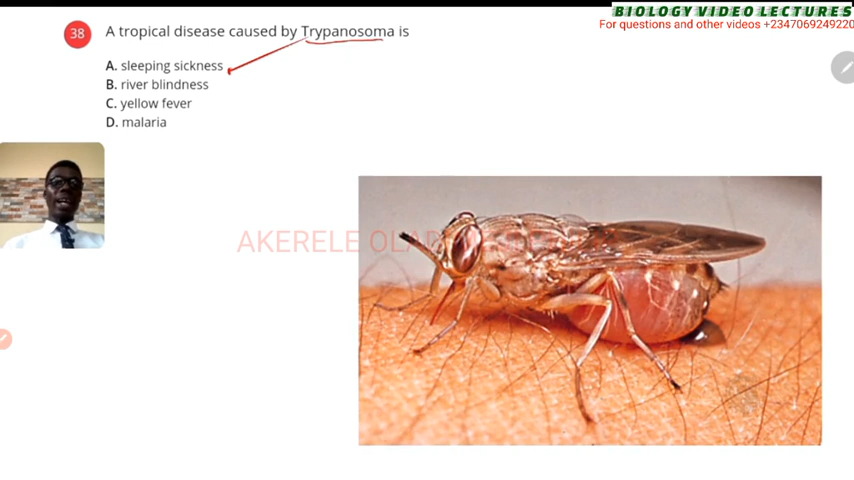 BIOLOGY VIDEO LECTURES
For questions and other videos +2347069249220
38 A tropical disease caused by Trypanosoma is
A. sleeping sickness
B. river blindness
C. yellow fever
D. malaria
AKERELE